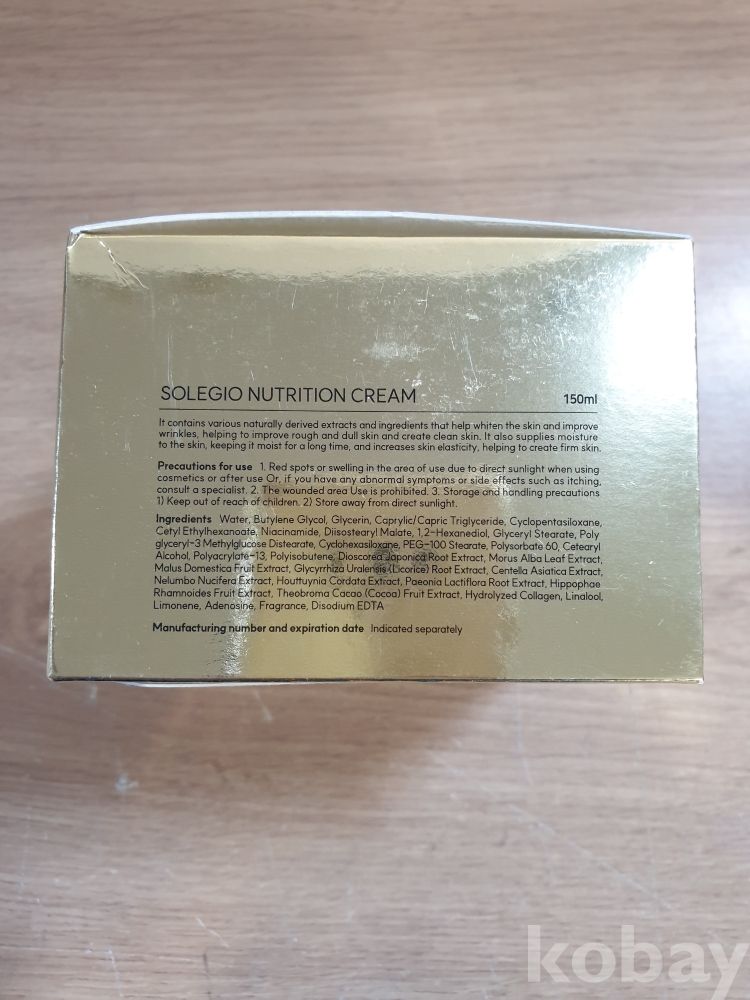 SOLEGIO NUTRITION CREAM 150ml
It contains various naturally derived extracts and ingredients that help whiten the skin and improve
wrinkles, helping to improve rough and dull skin and create clean skin. It also supplies moisture
to the skin, keeping it moist for a long time, and increases skin elasticity, helping to create firm skin.
Precautions for use 1. Red spots or swelling in the area of use due to direct sunlight when using
cosmetics or after use Or, if you have any abnormal symptoms or side effects such as itching,
consult a specialist. 2. The wounded area Use is prohibited. 3. Storage and handling precautions
1) Keep out of reach of children. 2) Store away from direct sunlight.
Ingredients Water, Butylene Glycol, Glycerin, Caprylic/Capric Triglyceride, Cyclopentasiloxane,
Cetyl Ethylhexanoate, Niacinamide, Diisostearyl Malate, 1,2-Hexanediol, Glyceryl Stearate, Poly
glyceryl-3 Methylglucose Distearate, Cyclohexasiloxane, PEG-100 Stearate, Polysorbate 60, Cetearyl
Alcohol, Polyacrylate-13, Polyisobutene, Dioscorea Japonica Root Extract, Morus Alba Leaf Extract,
Malus Domestica Fruit Extract, Glycyrrhiza Uralensis (Licorice) Root Extract, Centella Asiatica Extract,
Nelumbo Nucifera Extract, Houttuynia Cordata Extract, Paeonia Lactiflora Root Extract, Hippophae
Rhamnoides Fruit Extract, Theobroma Cacao (Cocoa) Fruit Extract, Hydrolyzed Collagen, Linalool,
Limonene, Adenosine, Fragrance, Disodium EDTA
Manufacturing number and expiration date Indicated separately
kobay